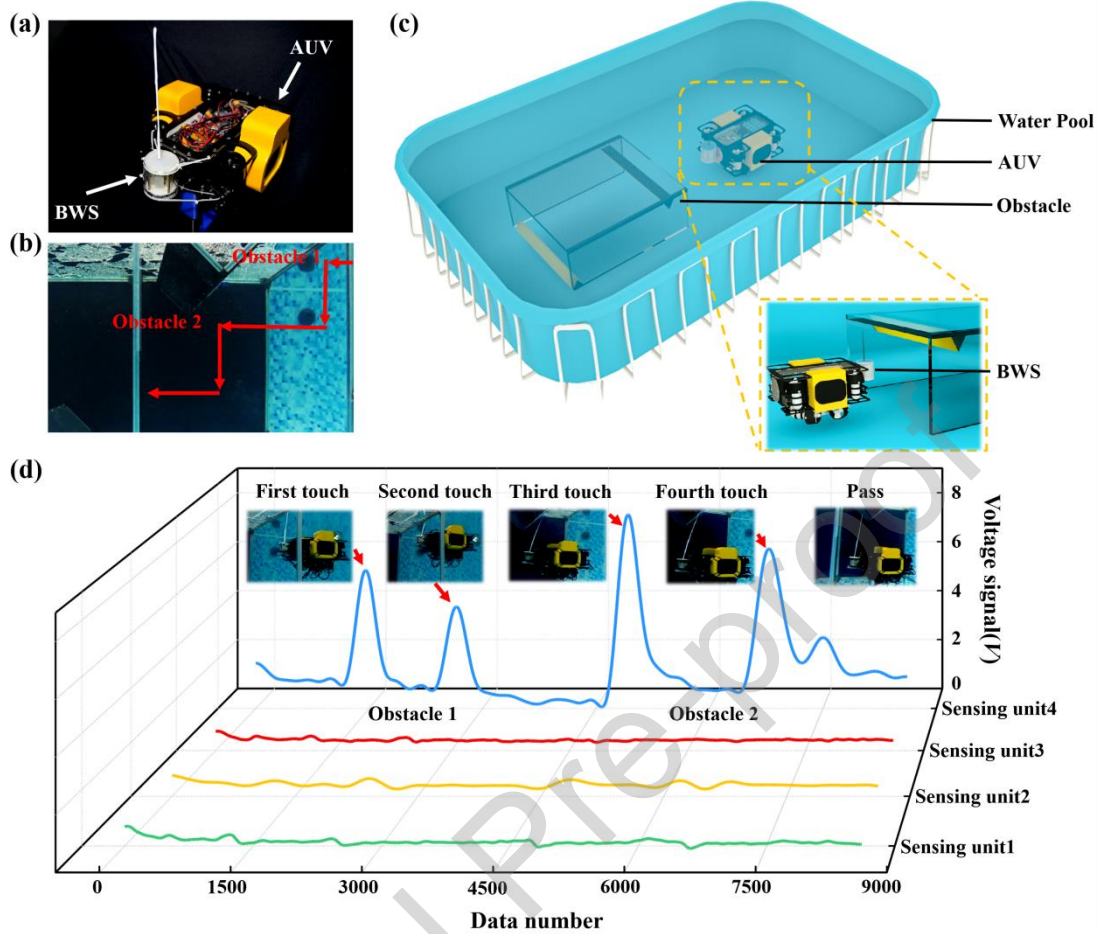 (a)
AUV
BWS
(b)
Obstacle 1
Obstacle 2
(c)
Water Pool
AUV
Obstacle
BWS
(d)
First touch
Second touch
Third touch
Fourth touch
Pass
Obstacle 1
Obstacle 2
8
6
4
2
0
Voltage signal(V)
Sensing unit4
Sensing unit3
Sensing unit2
Sensing unit1
0 1500 3000 4500 6000 7500 9000
Data number
l Pre-proof